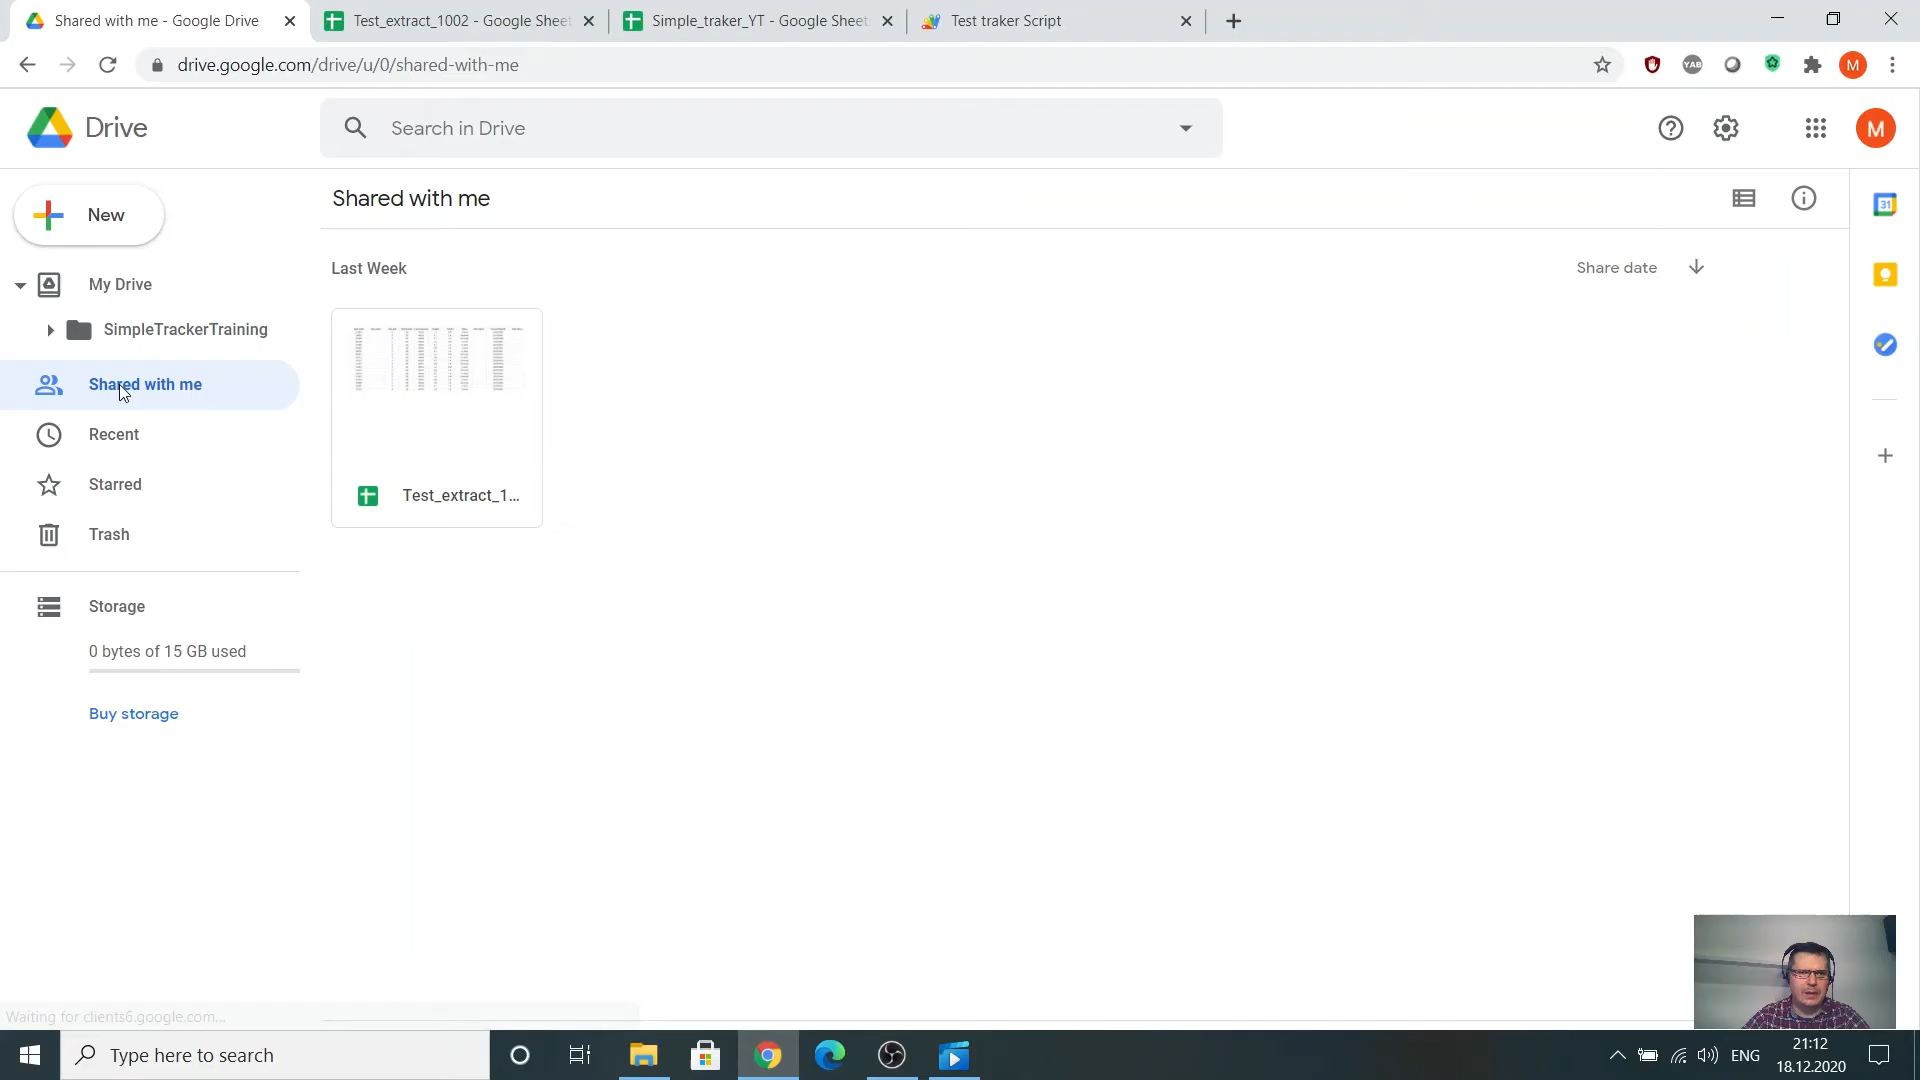 Shared with me - Google Drive
Test_extract_1002 - Google Sheet
Simple_traker_YT - Google Sheet
Test traker Script
drive.google.com/drive/u/0/shared-with-me
YAB
M
Drive
Search in Drive
M
New
Shared with me
31
My Drive
Last Week
Share date
SimpleTrackerTraining
Shared with me
Recent
Starred
Test_extract_1...
Trash
Storage
0 bytes of 15 GB used
Buy storage
Waiting for clients6.google.com...
Type here to search
ENG
21:12
18.12.2020